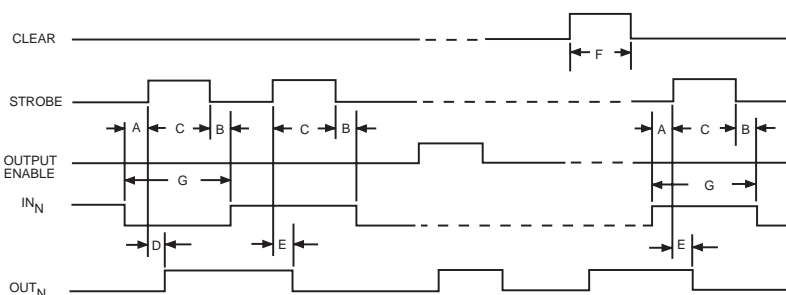 CLEAR
F
STROBE
A C B C B A C B
OUTPUT
ENABLE
G G
IN_N
D E E
OUT_N